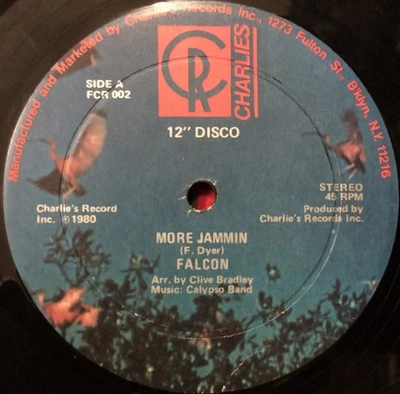 Manufactured and Marketed by Charlie's Records Inc., 1273 Fulton St., B'klyn, N.Y. 11216
CR
CHARLIES
SIDE A
FCR 002
12" DISCO
STEREO
45 RPM
Charlie's Record
Inc. ©1980
Produced by
Charlie's Records Inc.
MORE JAMMIN
(F. Dyer)
FALCON
Arr. by Clive Bradley
Music: Calypso Band